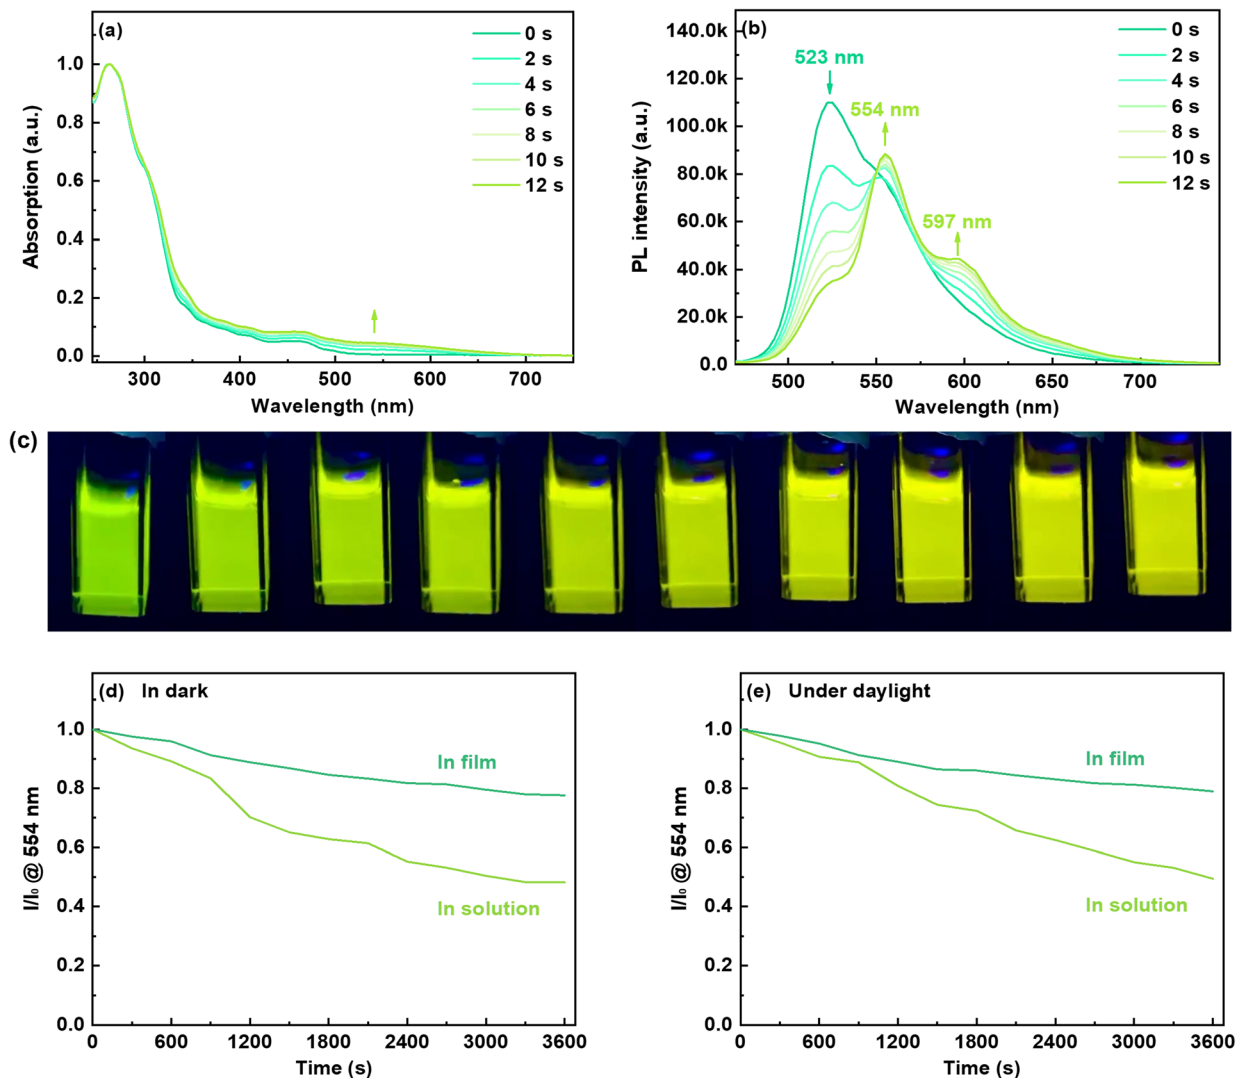 (a)
0 s
2 s
4 s
6 s
8 s
10 s
12 s
1.0
0.8
0.6
0.4
0.2
0.0
Absorption (a.u.)
300 400 500 600 700
Wavelength (nm)
(b)
523 nm
554 nm
597 nm
0 s
2 s
4 s
6 s
8 s
10 s
12 s
140.0k
120.0k
100.0k
80.0k
60.0k
40.0k
20.0k
0.0
PL intensity (a.u.)
500 550 600 650 700
Wavelength (nm)
(c)
(d) In dark
1.0
0.8
0.6
0.4
0.2
0.0
I/I₀ @ 554 nm
In film
In solution
0 600 1200 1800 2400 3000 3600
Time (s)
(e) Under daylight
1.0
0.8
0.6
0.4
0.2
0.0
I/I₀ @ 554 nm
In film
In solution
0 600 1200 1800 2400 3000 3600
Time (s)